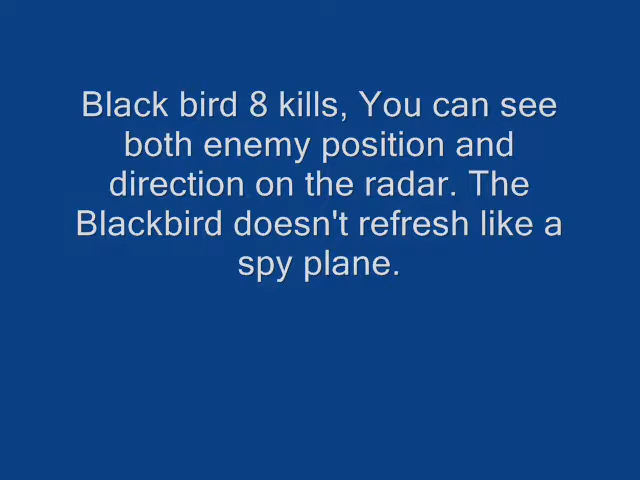 Black bird 8 kills, You can see
both enemy position and
direction on the radar. The
Blackbird doesn't refresh like a
spy plane.